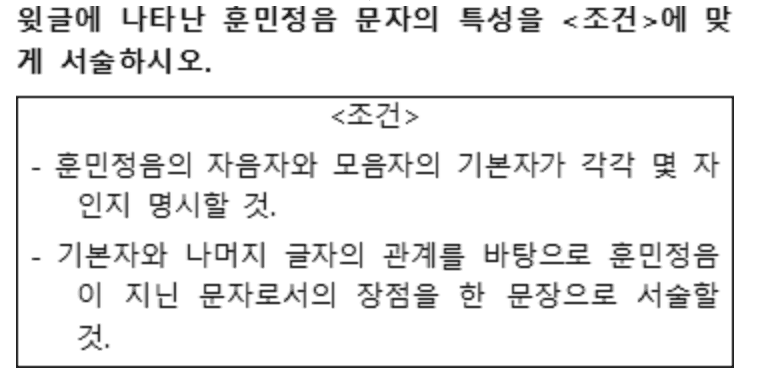 윗글에 나타난 훈민정음 문자의 특성을 <조건>에 맞
게 서술하시오.
<조건>
- 훈민정음의 자음자와 모음자의 기본자가 각각 몇 자
인지 명시할 것.
- 기본자와 나머지 글자의 관계를 바탕으로 훈민정음
이 지닌 문자로서의 장점을 한 문장으로 서술할
것.